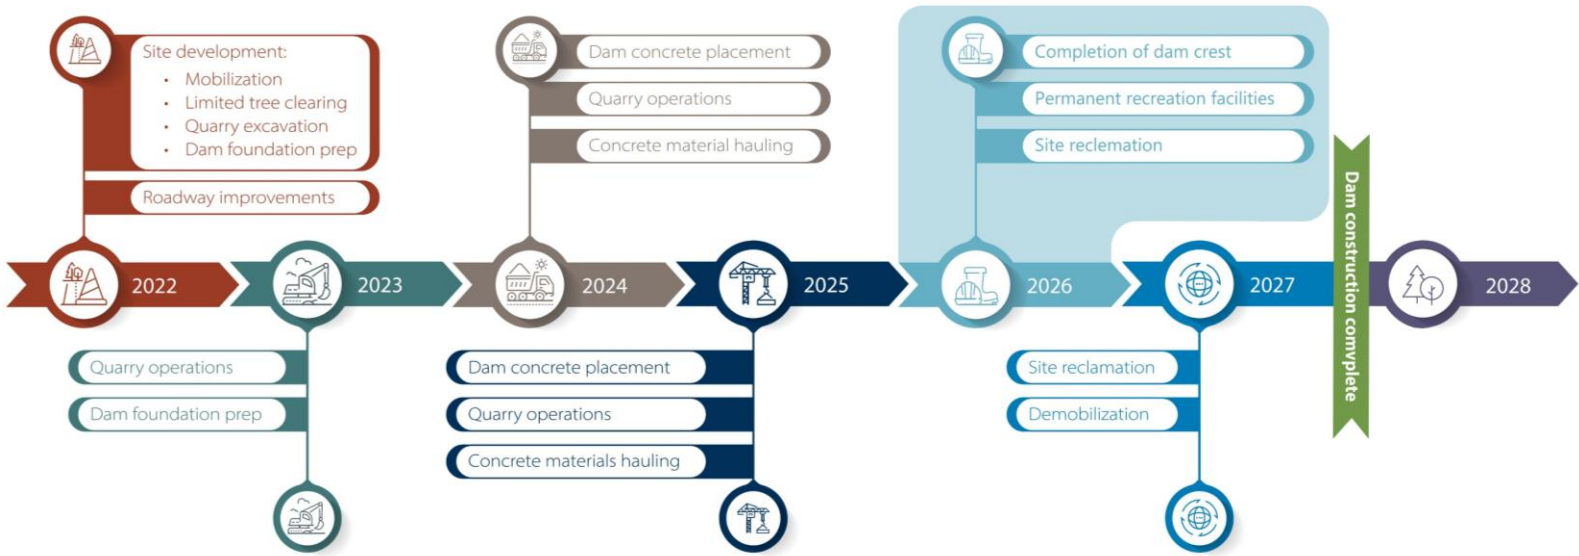 Site development:
• Mobilization
• Limited tree clearing
• Quarry excavation
• Dam foundation prep
Roadway improvements
Dam concrete placement
Quarry operations
Concrete material hauling
Completion of dam crest
Permanent recreation facilities
Site reclemation
2022
2023
2024
2025
2026
2027
Dam construction comvplete
2028
Quarry operations
Dam foundation prep
Dam concrete placement
Quarry operations
Concrete materials hauling
Site reclamation
Demobilization